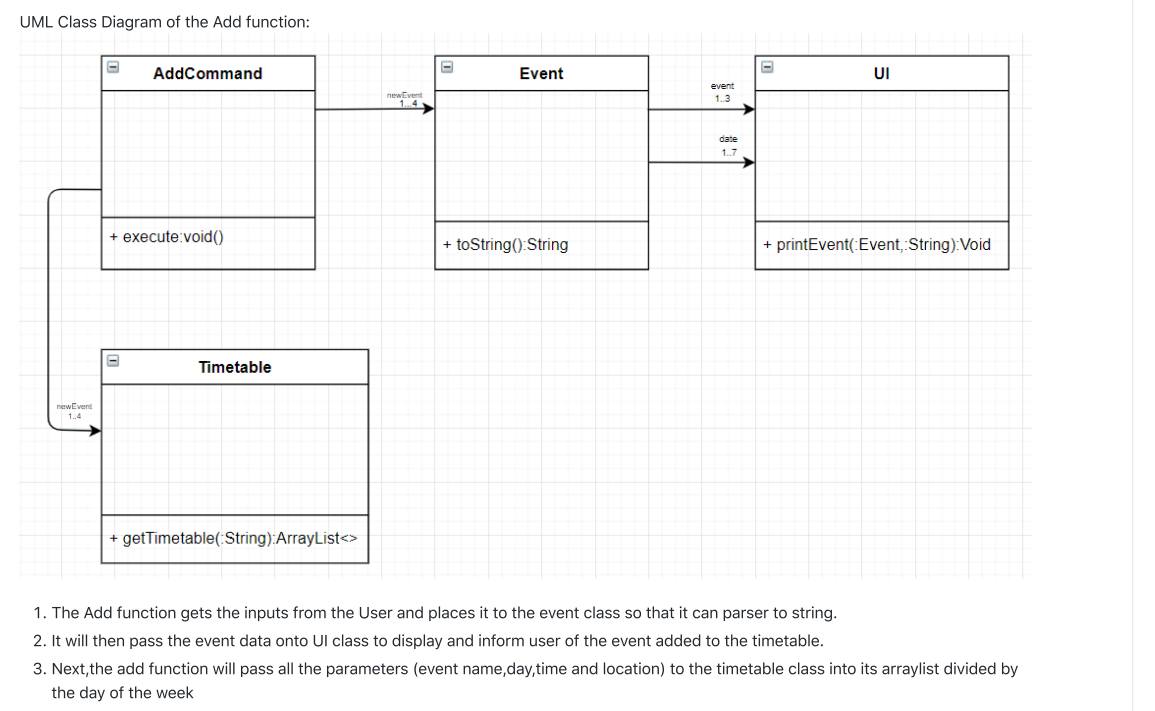 UML Class Diagram of the Add function:
AddCommand
Event
UI
newEvent
1...4
event
1..3
date
1..7
+ execute:void()
+ toString():String
+ printEvent(:Event,:String):Void
Timetable
newEvent
1..4
+ getTimetable(:String):ArrayList<>
1. The Add function gets the inputs from the User and places it to the event class so that it can parser to string.
2. It will then pass the event data onto UI class to display and inform user of the event added to the timetable.
3. Next,the add function will pass all the parameters (event name,day,time and location) to the timetable class into its arraylist divided by
the day of the week